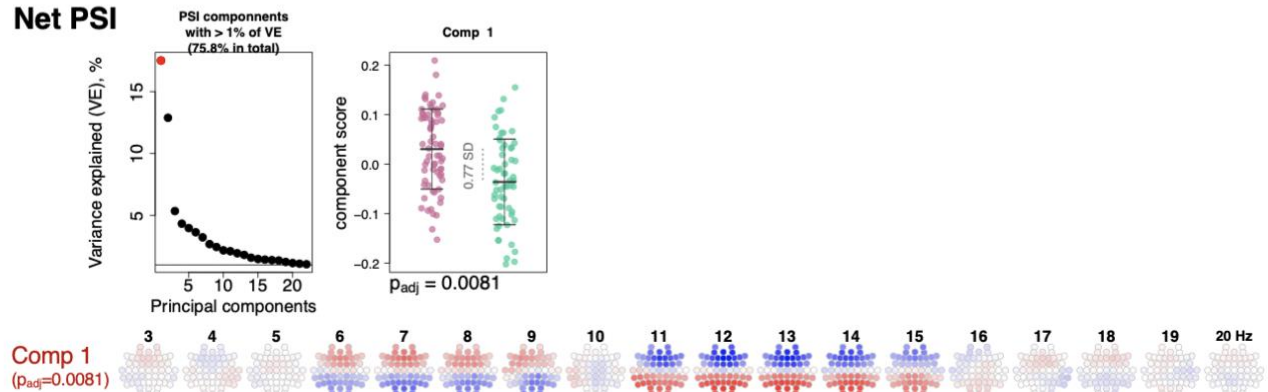 Net PSI
PSI componnents
with > 1% of VE
(75.8% in total)
Variance explained (VE), %
15
10
5
5 10 15 20
Principal components
Comp 1
component score
0.2
0.1
0.0
−0.1
−0.2
0.77 SD
padj = 0.0081
3 4 5 6 7 8 9 10 11 12 13 14 15 16 17 18 19 20 Hz
Comp 1
(padj=0.0081)